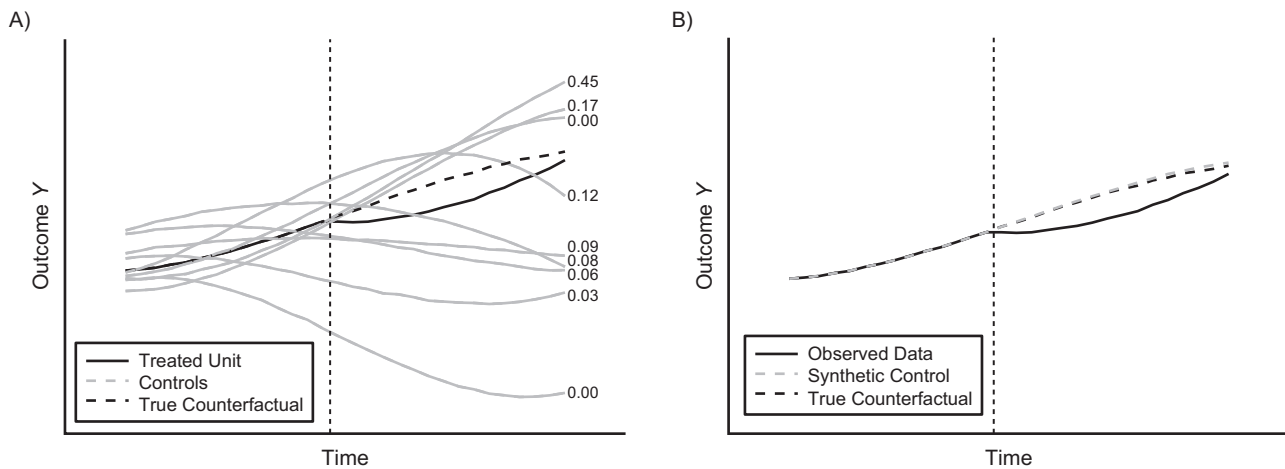 A)
Outcome Y
0.45
0.17
0.00
0.12
0.09
0.08
0.06
0.03
0.00
Treated Unit
Controls
True Counterfactual
Time
B)
Outcome Y
Observed Data
Synthetic Control
True Counterfactual
Time